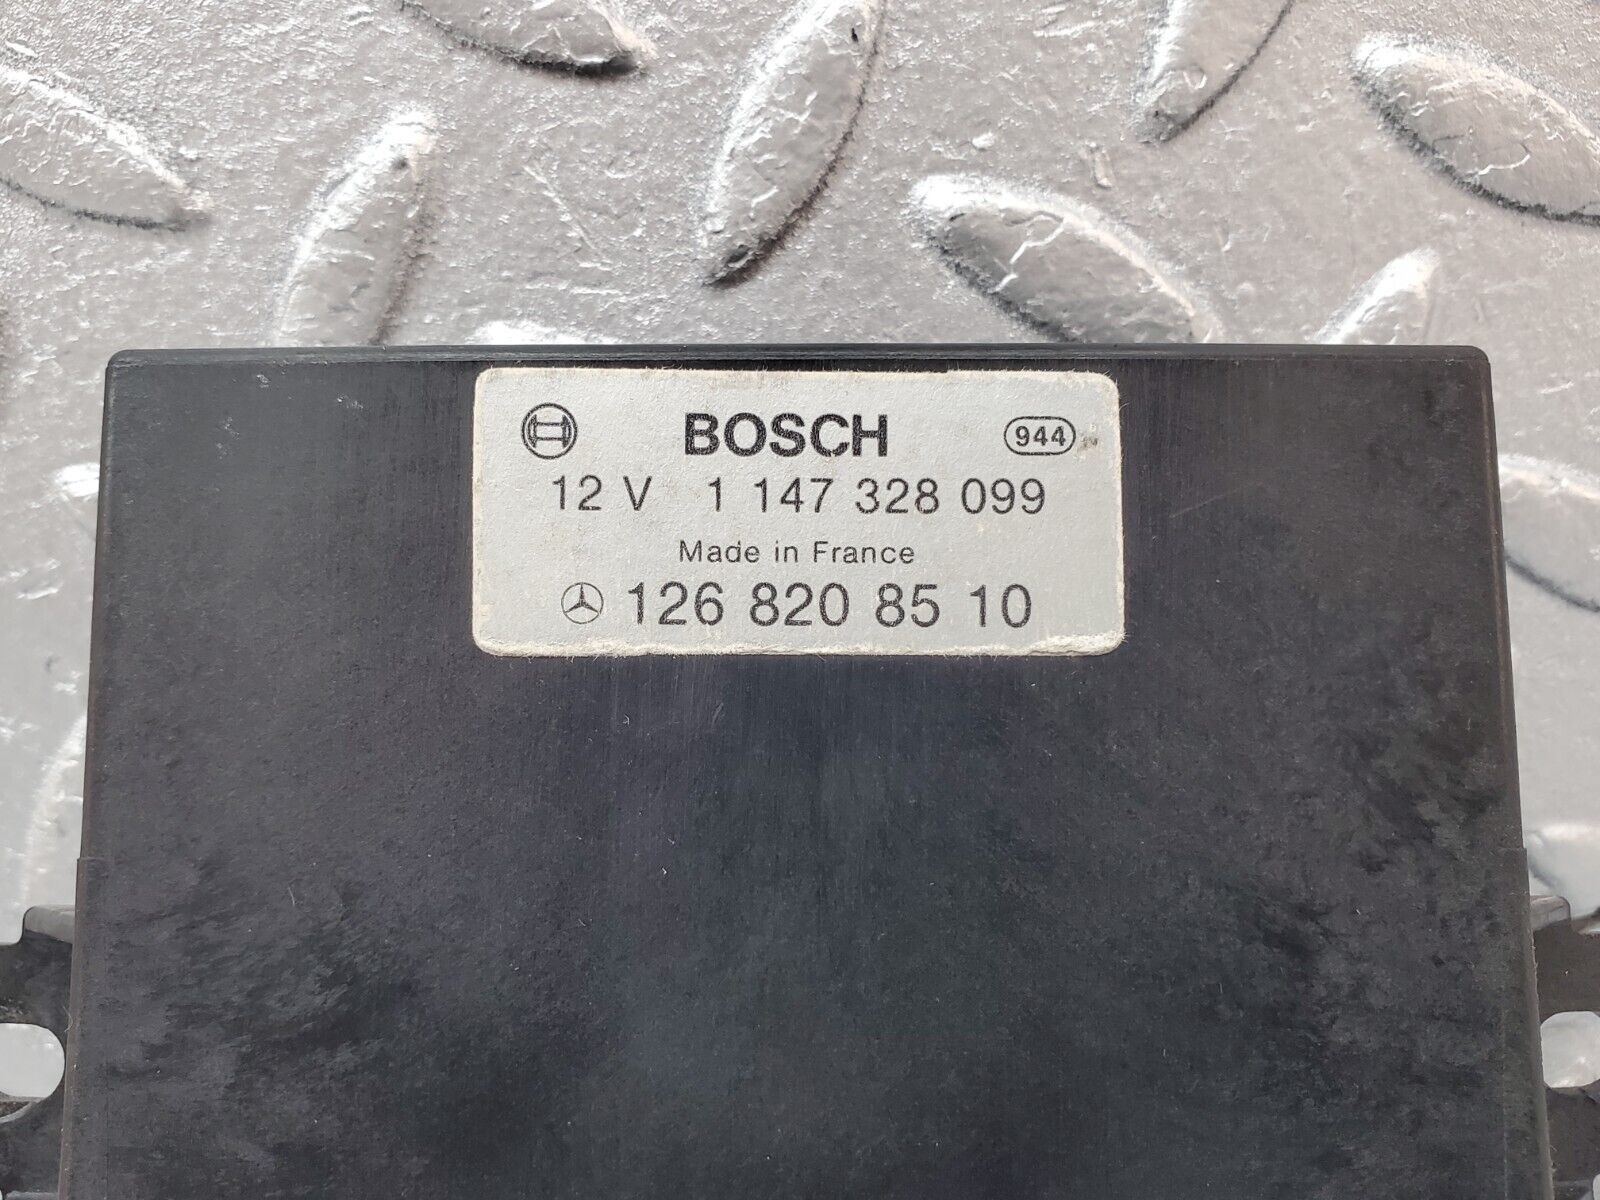 BOSCH 944
12 V 1 147 328 099
Made in France
126 820 85 10